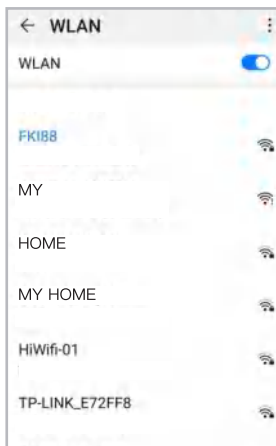 ← WLAN
WLAN
FKI88
MY
HOME
MY HOME
HiWifi-01
TP-LINK_E72FF8